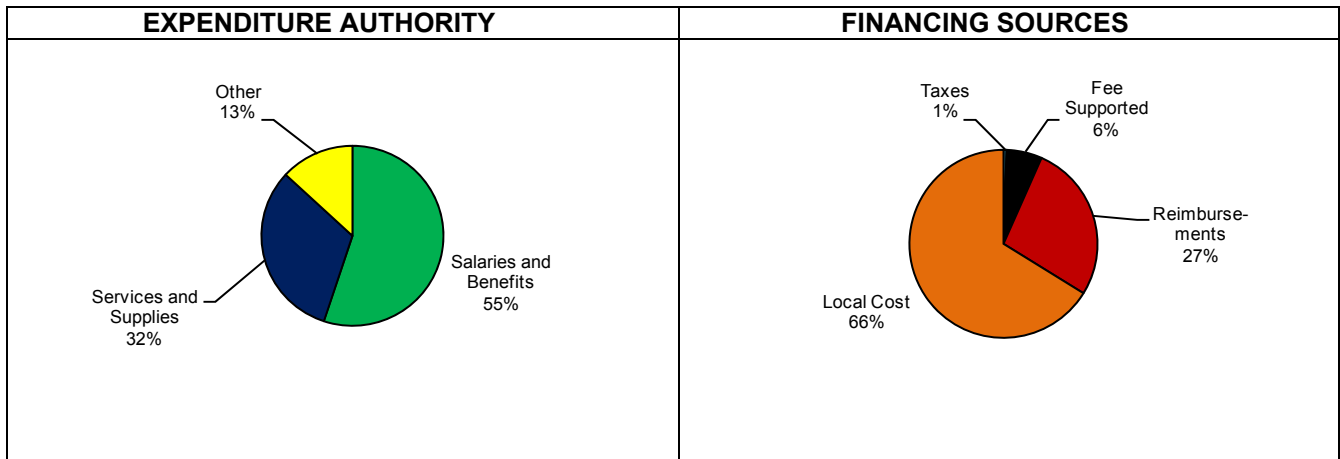 EXPENDITURE AUTHORITY
FINANCING SOURCES
Other
13%
Salaries and
Benefits
55%
Services and
Supplies
32%
Taxes
1%
Fee
Supported
6%
Reimburse-
ments
27%
Local Cost
66%